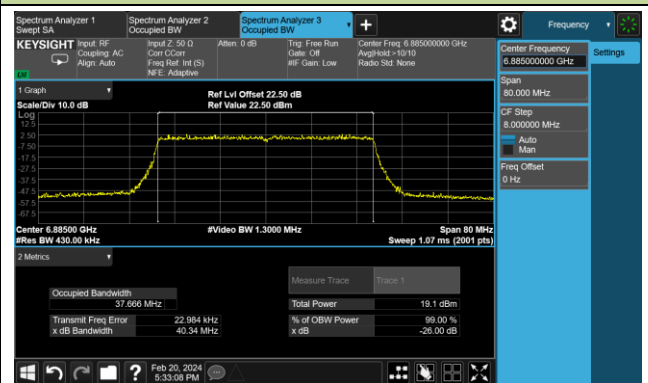 Spectrum Analyzer 1
Swept SA
Spectrum Analyzer 2
Occupied BW
Spectrum Analyzer 3
Occupied BW
Frequency
KEYSIGHT
Input: RF
Coupling: AC
Align: Auto
Input Z: 50 Ω
Corr CCorr
Freq Ref: Int (S)
NFE: Adaptive
Atten: 0 dB
Trig: Free Run
Gate: Off
#IF Gain: Low
Center Freq: 6.885000000 GHz
Avg|Hold:>10/10
Radio Std: None
Center Frequency
6.885000000 GHz
Settings
Span
80.000 MHz
CF Step
8.000000 MHz
Auto
Man
Freq Offset
0 Hz
1 Graph
Scale/Div 10.0 dB
Ref Lvl Offset 22.50 dB
Ref Value 22.50 dBm
Log
12.5
2.50
-7.50
-17.5
-27.5
-37.5
-47.5
-57.5
-67.5
Center 6.88500 GHz
#Res BW 430.00 kHz
#Video BW 1.3000 MHz
Span 80 MHz
Sweep 1.07 ms (2001 pts)
2 Metrics
Measure Trace
Trace 1
Occupied Bandwidth
37.666 MHz
Total Power
19.1 dBm
Transmit Freq Error
22.984 kHz
% of OBW Power
99.00 %
x dB Bandwidth
40.34 MHz
x dB
-26.00 dB
Feb 20, 2024
5:33:08 PM